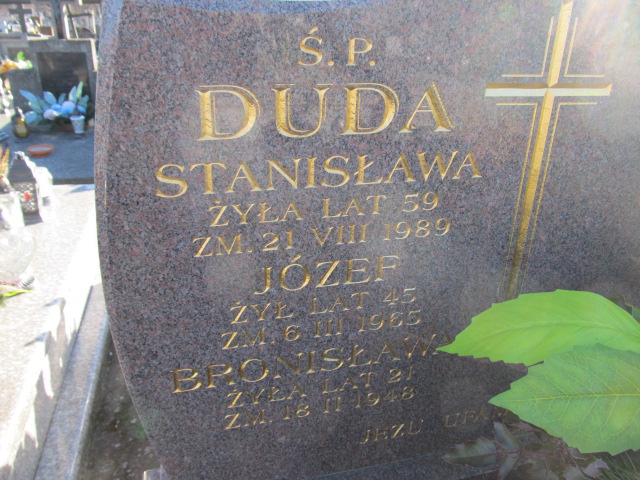 Ś.P.
DUDA
STANISŁAWA
ŻYŁA LAT 59
ZM. 21 VIII 1989
JÓZEF
ŻYŁ LAT 45
ZM. 6 III 1965
BRONISŁAWA
ŻYŁA LAT 21
ZM. 18 II 1948
JEZU